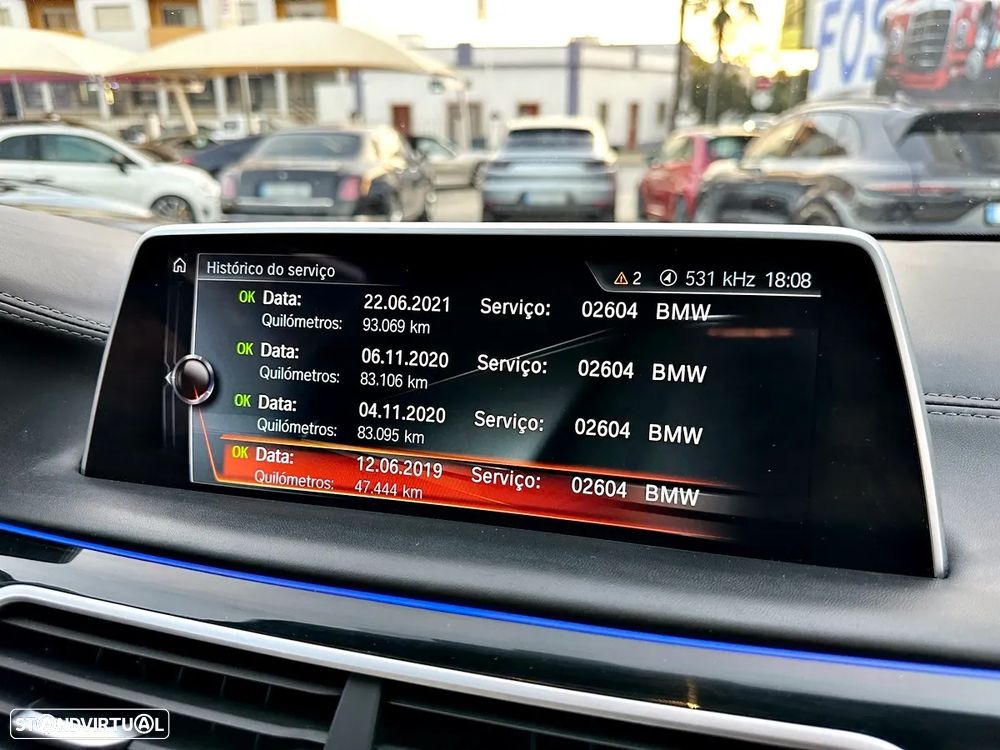 FOS
Histórico do serviço
2 531 kHz 18:08
OK Data: 22.06.2021 Serviço: 02604 BMW
Quilómetros: 93.069 km
OK Data: 06.11.2020 Serviço: 02604 BMW
Quilómetros: 83.106 km
OK Data: 04.11.2020 Serviço: 02604 BMW
Quilómetros: 83.095 km
OK Data: 12.06.2019 Serviço: 02604 BMW
Quilómetros: 47.444 km
STANDVIRTUAL